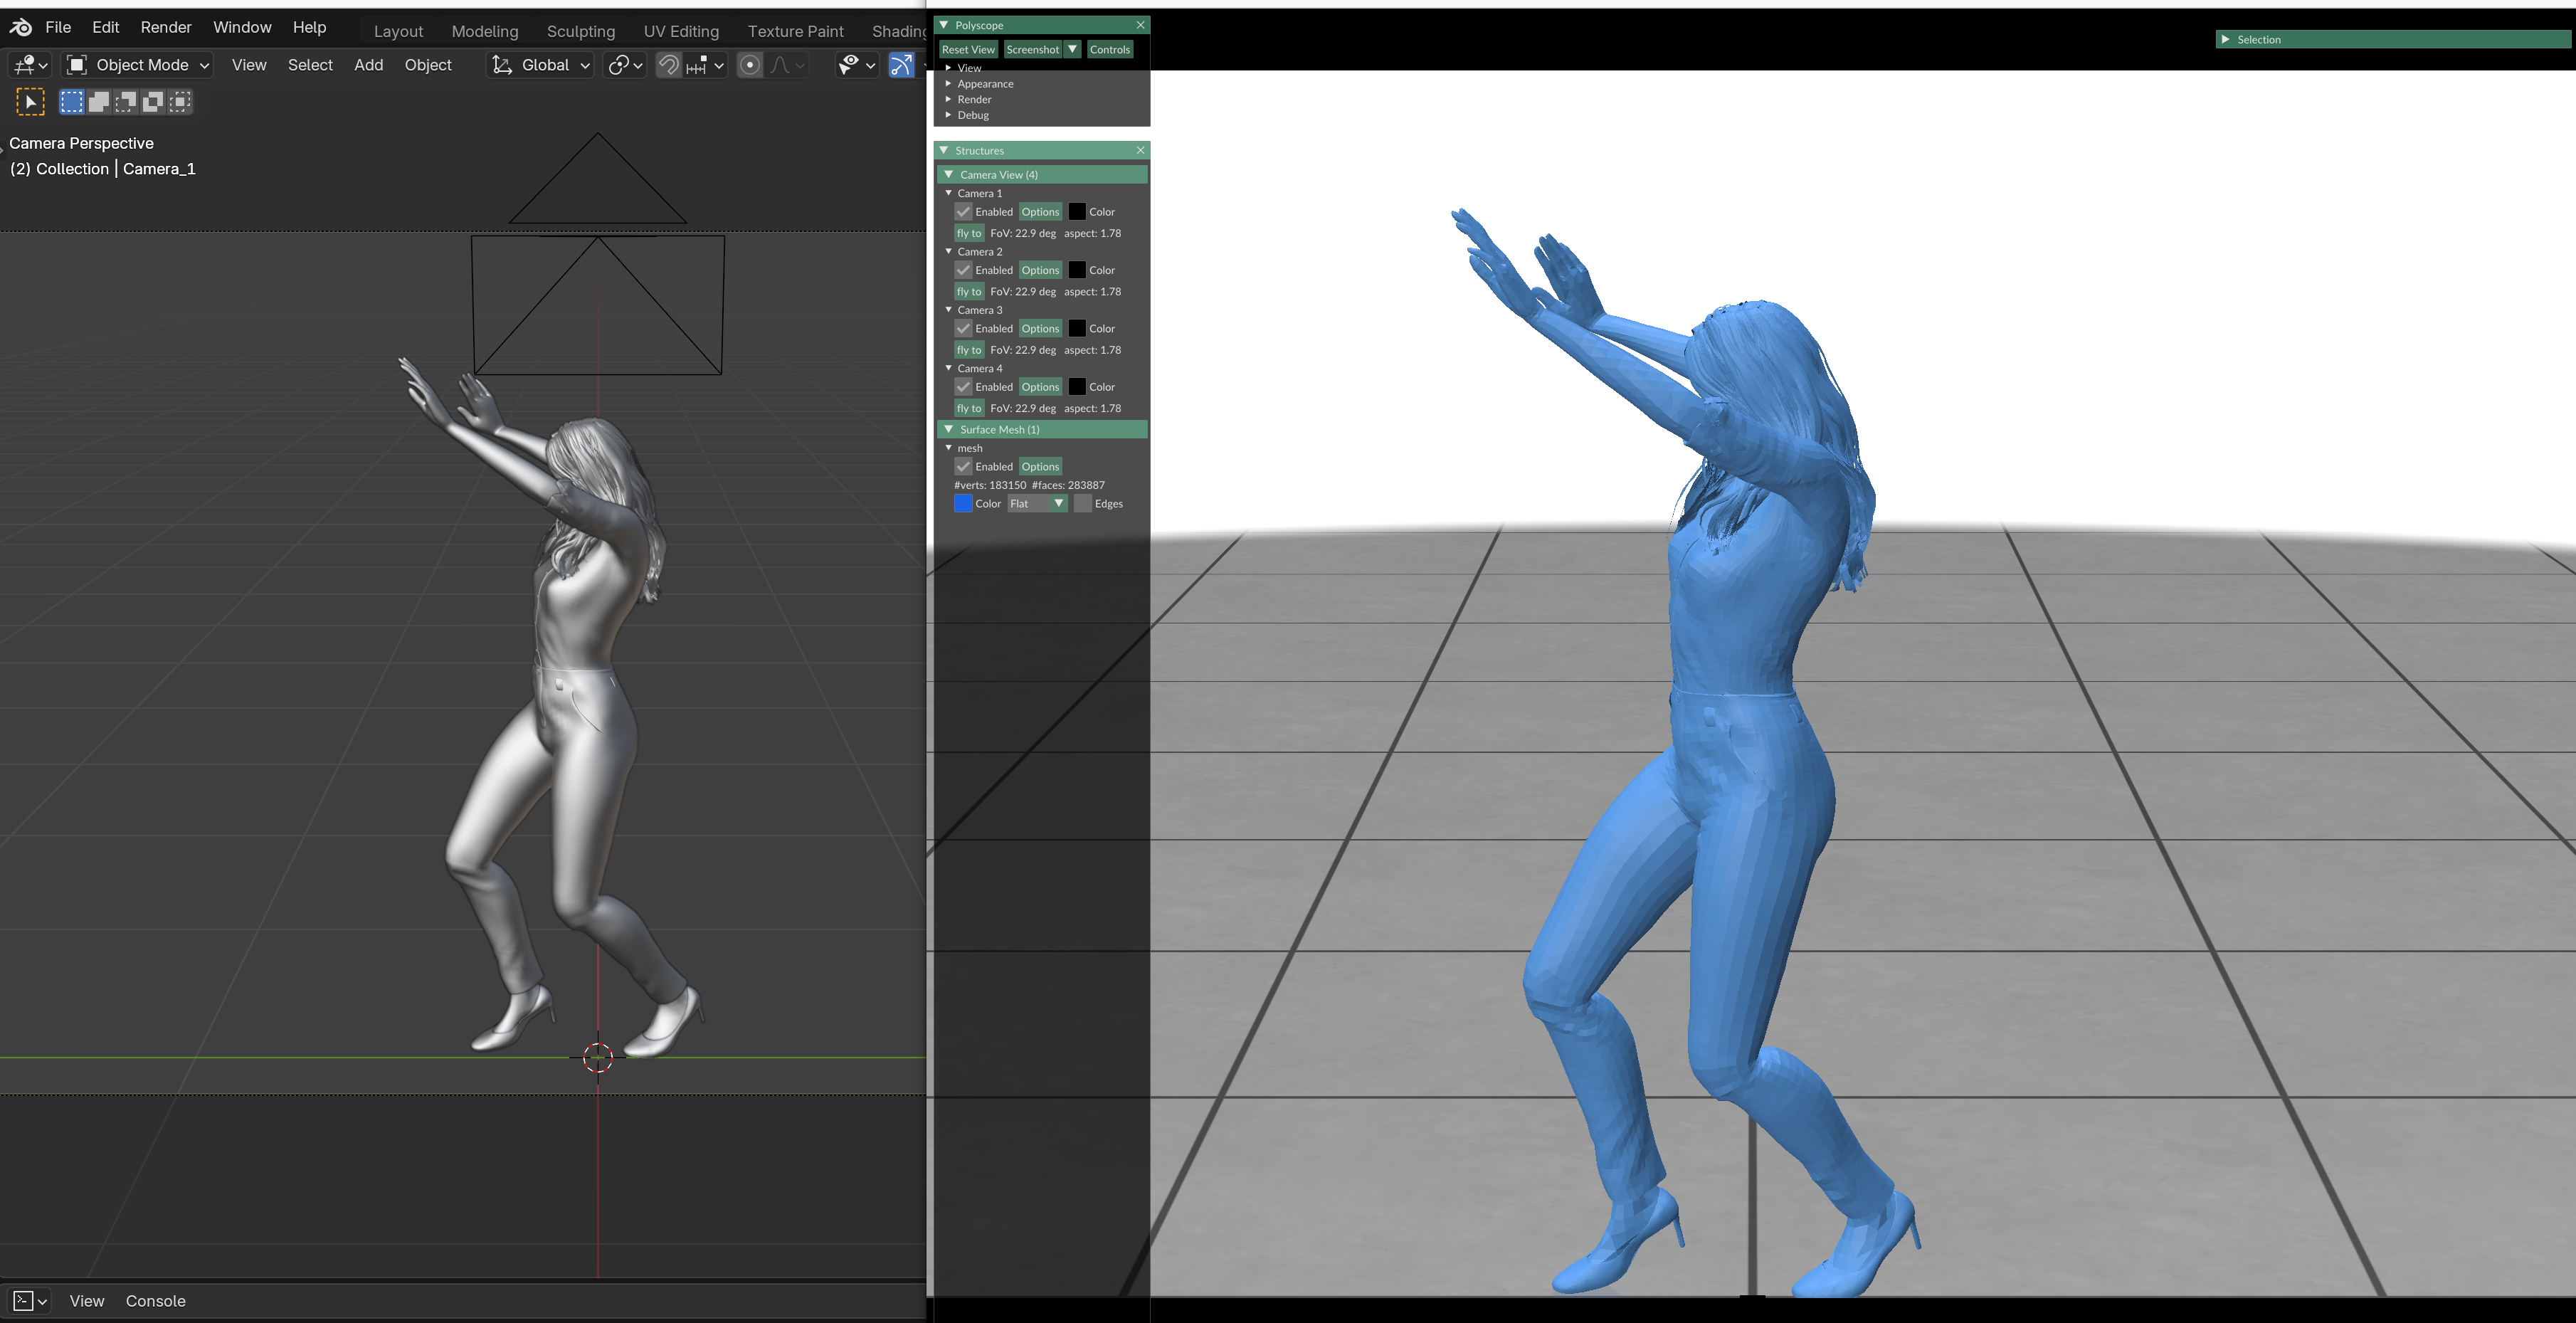 File Edit Render Window Help Layout Modeling Sculpting UV Editing Texture Paint Shading
Object Mode View Select Add Object Global
Camera Perspective
(2) Collection | Camera_1
View Console
Polyscope
Reset View Screenshot Controls
View
Appearance
Render
Debug
Structures
Camera View (4)
Camera 1
Enabled Options Color
fly to FoV: 22.9 deg aspect: 1.78
Camera 2
Enabled Options Color
fly to FoV: 22.9 deg aspect: 1.78
Camera 3
Enabled Options Color
fly to FoV: 22.9 deg aspect: 1.78
Camera 4
Enabled Options Color
fly to FoV: 22.9 deg aspect: 1.78
Surface Mesh (1)
mesh
Enabled Options
#verts: 183150 #faces: 283887
Color Flat Edges
Selection